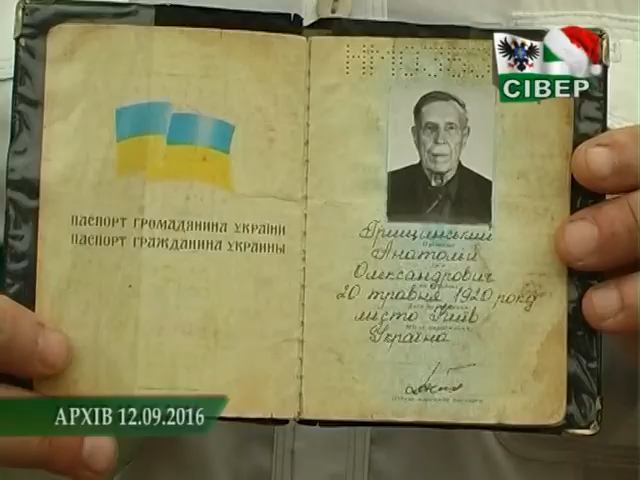 СІВЕР
ПАСПОРТ ГРОМАДЯНИНА УКРАЇНИ
ПАСПОРТ ГРАЖДАНИНА УКРАИНЫ
Грищинський
Анатолій
Олександрович
20 травня 1920 року
місто Київ
Україна
АРХІВ 12.09.2016